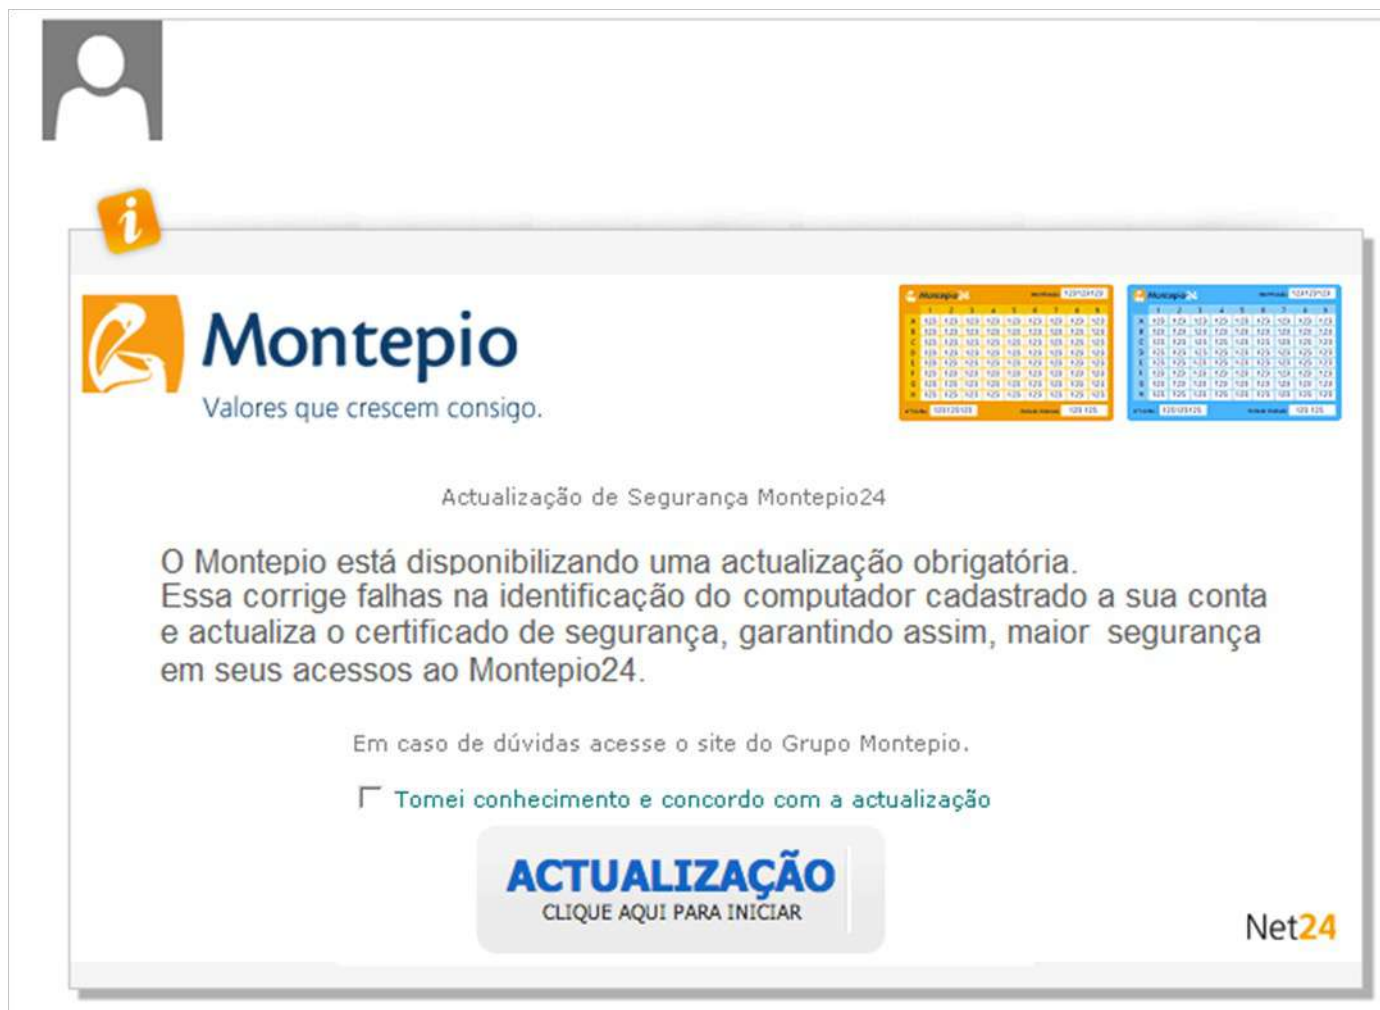 i
Montepio
Valores que crescem consigo.
Montepio24
Montepio24
Actualização de Segurança Montepio24
O Montepio está disponibilizando uma actualização obrigatória.
Essa corrige falhas na identificação do computador cadastrado a sua conta
e actualiza o certificado de segurança, garantindo assim, maior segurança
em seus acessos ao Montepio24.
Em caso de dúvidas acesse o site do Grupo Montepio.
Tomei conhecimento e concordo com a actualização
ACTUALIZAÇÃO
CLIQUE AQUI PARA INICIAR
Net24